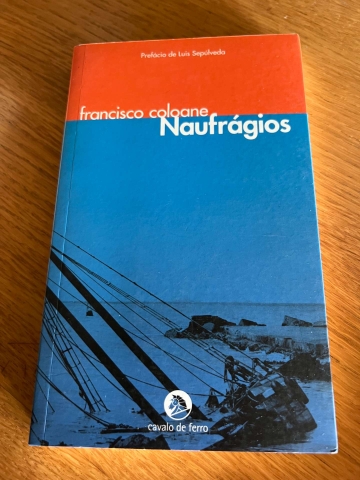 Prefácio de Luis Sepúlveda
francisco coloane
Naufrágios
cavalo de ferro